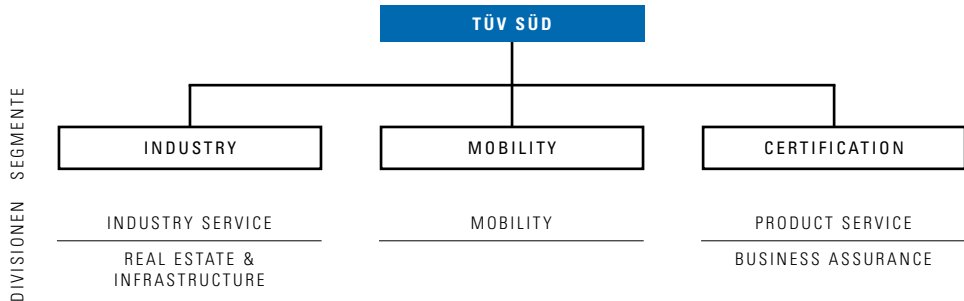 TÜV SÜD
SEGMENTE
INDUSTRY
MOBILITY
CERTIFICATION
DIVISIONEN
INDUSTRY SERVICE
MOBILITY
PRODUCT SERVICE
REAL ESTATE &
INFRASTRUCTURE
BUSINESS ASSURANCE